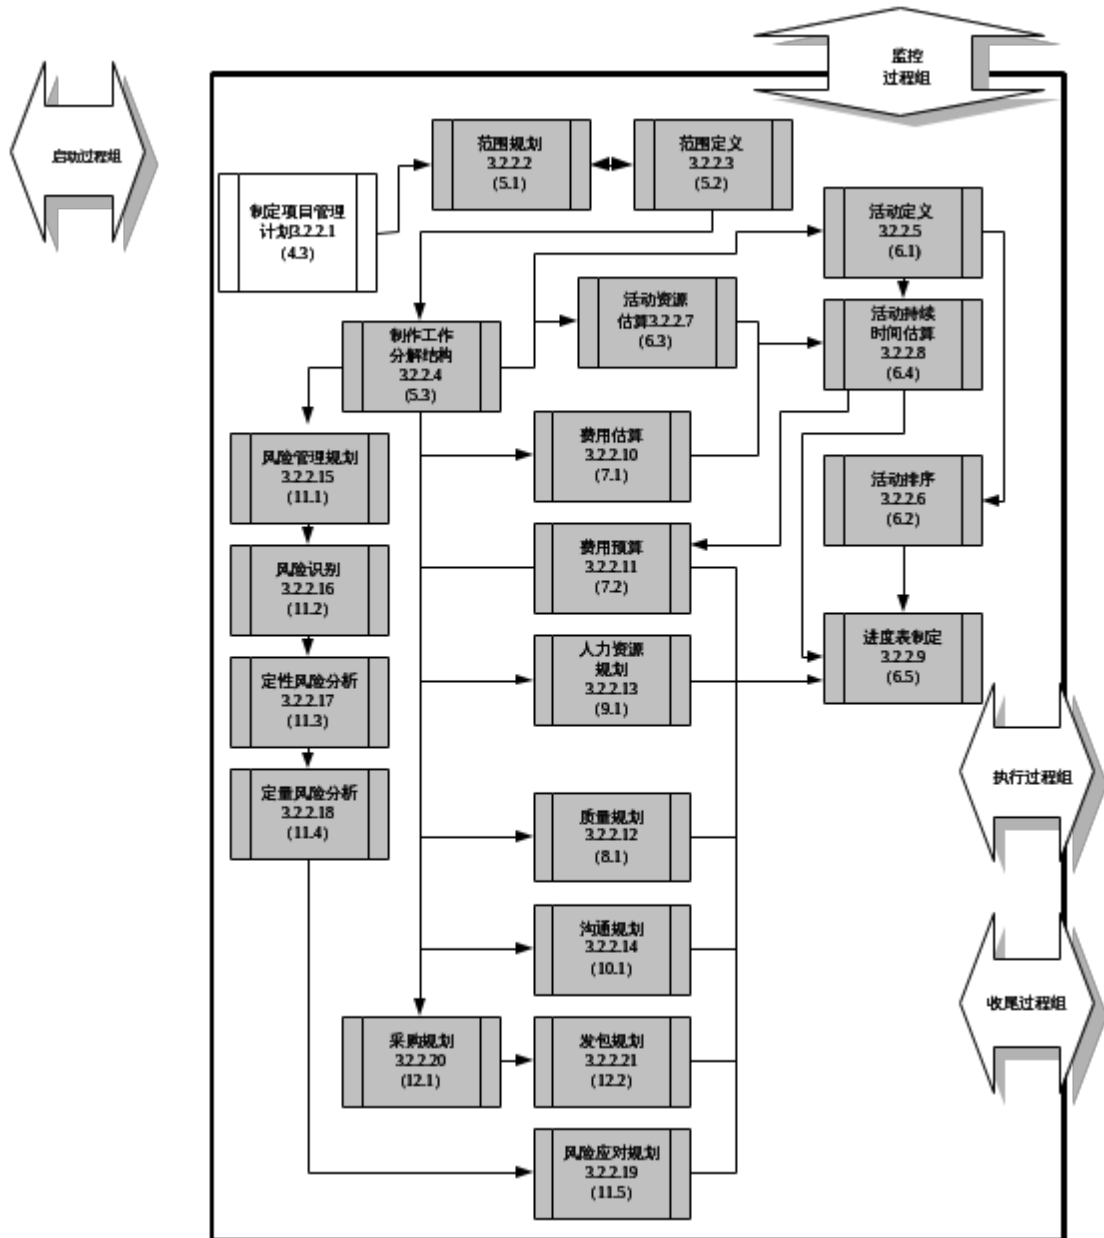 监控
过程组
启动过程组
范围规划
3.2.2.2
(5.1)
范围定义
3.2.2.3
(5.2)
制定项目管理
计划3.2.2.1
(4.3)
活动定义
3.2.2.5
(6.1)
活动资源
估算3.2.2.7
(6.3)
活动持续
时间估算
3.2.2.8
(6.4)
制作工作
分解结构
3.2.2.4
(5.3)
风险管理规划
3.2.2.15
(11.1)
费用估算
3.2.2.10
(7.1)
活动排序
3.2.2.6
(6.2)
风险识别
3.2.2.16
(11.2)
费用预算
3.2.2.11
(7.2)
定性风险分析
3.2.2.17
(11.3)
人力资源
规划
3.2.2.13
(9.1)
进度表制定
3.2.2.9
(6.5)
定量风险分析
3.2.2.18
(11.4)
执行过程组
质量规划
3.2.2.12
(8.1)
沟通规划
3.2.2.14
(10.1)
收尾过程组
采购规划
3.2.2.20
(12.1)
发包规划
3.2.2.21
(12.2)
风险应对规划
3.2.2.19
(11.5)